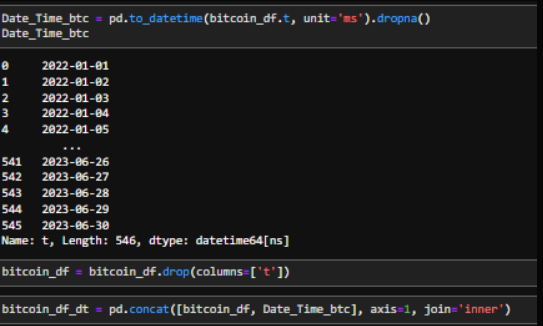 Date_Time_btc = pd.to_datetime(bitcoin_df.t, unit='ms').dropna()
Date_Time_btc
0      2022-01-01
1      2022-01-02
2      2022-01-03
3      2022-01-04
4      2022-01-05
          ...
541    2023-06-26
542    2023-06-27
543    2023-06-28
544    2023-06-29
545    2023-06-30
Name: t, Length: 546, dtype: datetime64[ns]
bitcoin_df = bitcoin_df.drop(columns=['t'])
bitcoin_df_dt = pd.concat([bitcoin_df, Date_Time_btc], axis=1, join='inner')